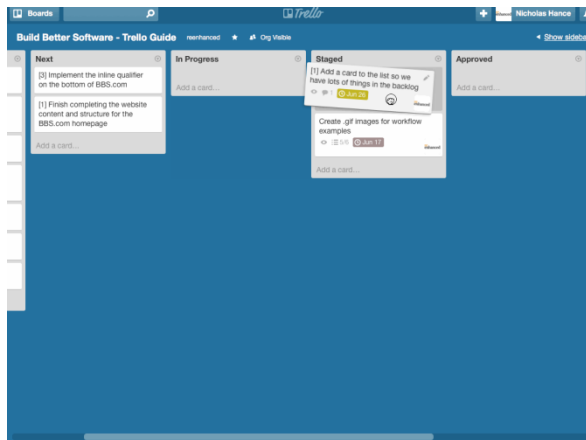 Boards
Trello
Nicholas Hance
Build Better Software - Trello Guide
reenhanced
Org Visible
Show sideba
Next
[3] Implement the inline qualifier
on the bottom of BBS.com
[1] Finish completing the website
content and structure for the
BBS.com homepage
Add a card...
In Progress
Add a card...
Staged
[1] Add a card to the list so we
have lots of things in the backlog
1 Jun 26
Create .gif images for workflow
examples
Jun 17
Add a card...
Approved
Add a card...